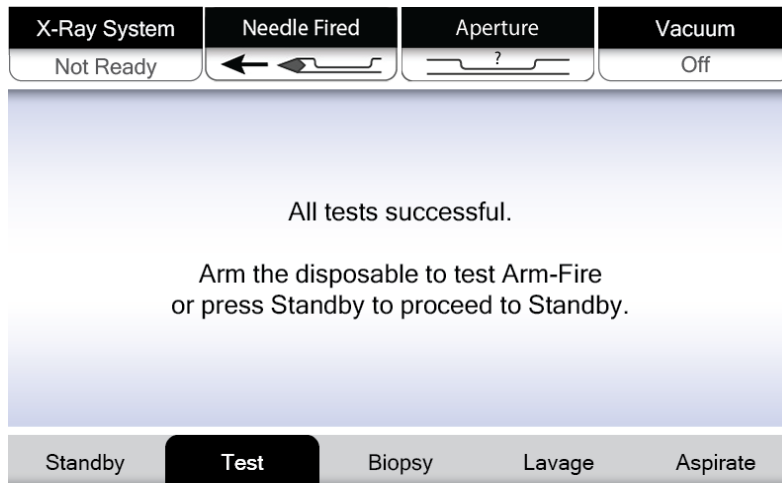 X-Ray System
Needle Fired
Aperture
Vacuum
Not Ready
?
Off
All tests successful.
Arm the disposable to test Arm-Fire
or press Standby to proceed to Standby.
Standby
Test
Biopsy
Lavage
Aspirate